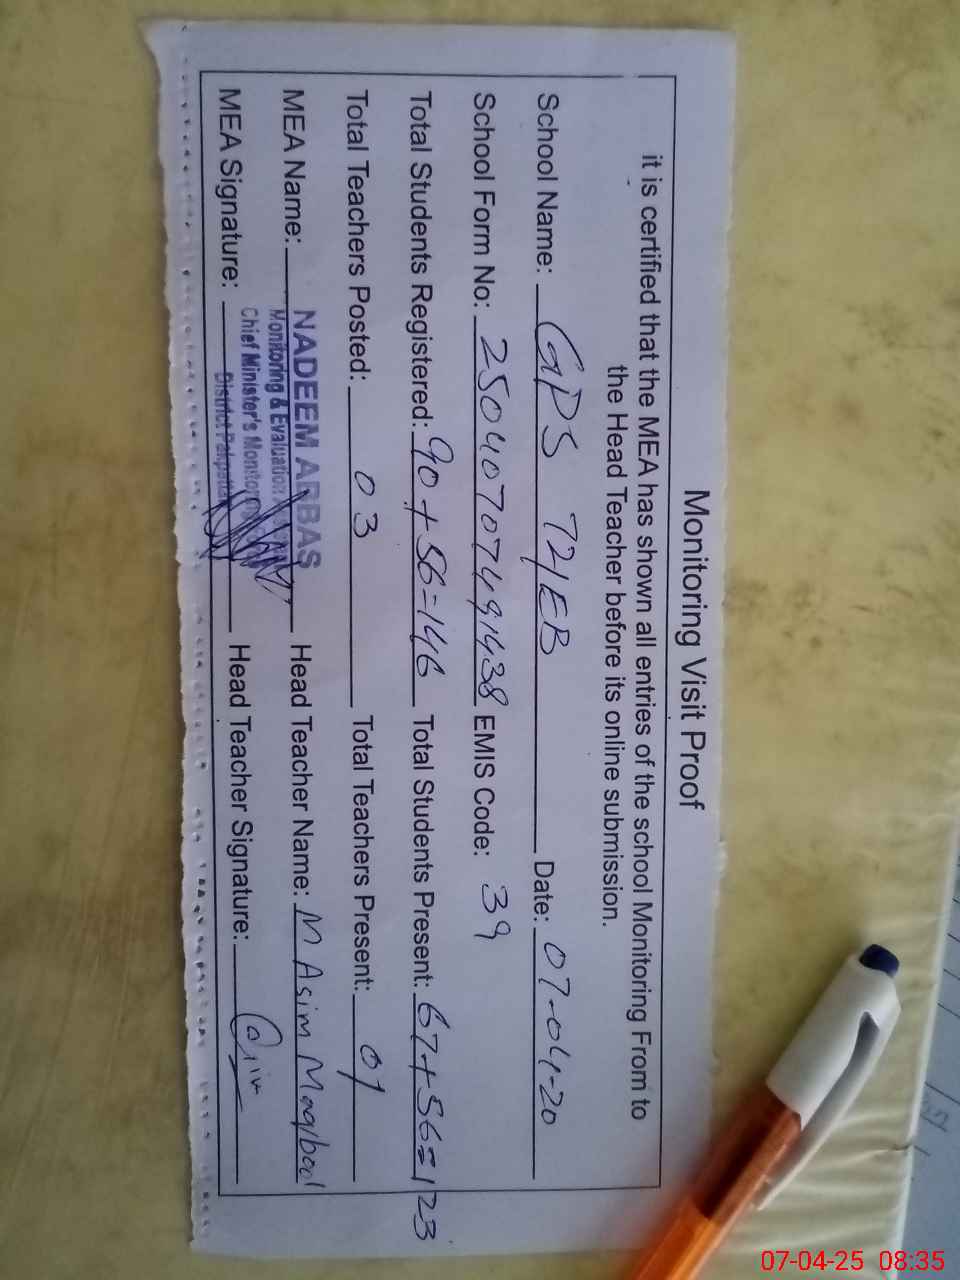 Monitoring Visit Proof
it is certified that the MEA has shown all entries of the school Monitoring From to
the Head Teacher before its online submission.
School Name: GPS 72/EB Date: 07-04-20
School Form No: 2504070749438 EMIS Code: 39
Total Students Registered: 90+56=146 Total Students Present: 67+56=123
Total Teachers Posted: 03 Total Teachers Present: 01
MEA Name: NADEEM ABBAS Head Teacher Name: M Asim Maqbool
Monitoring & Evaluation
Chief Minister's Monitoring
MEA Signature: District Pakpattan Head Teacher Signature: Asim
07-04-25 08:35